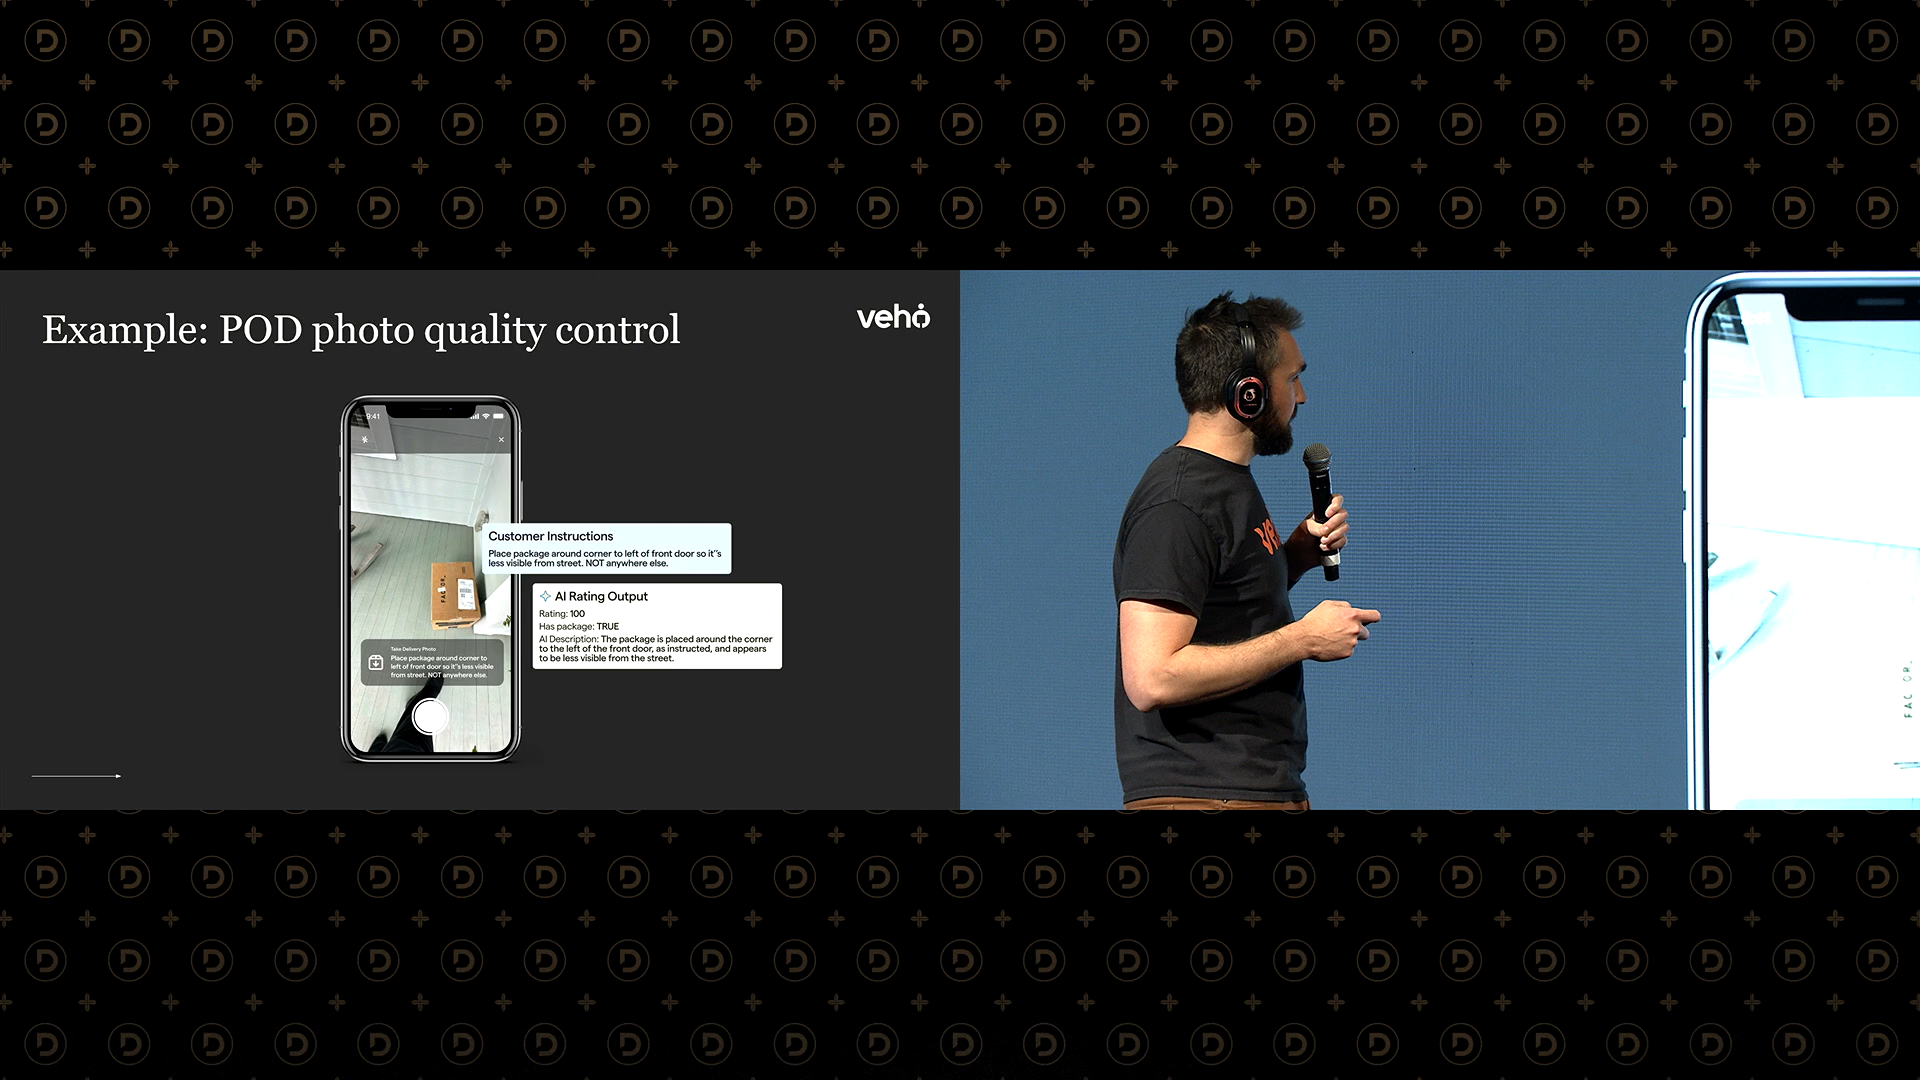 Example: POD photo quality control
veho
9:41
Customer Instructions
Place package around corner to left of front door so it"s
less visible from street. NOT anywhere else.
AI Rating Output
Rating: 100
Has package: TRUE
AI Description: The package is placed around the corner
to the left of the front door, as instructed, and appears
to be less visible from the street.
FACTOR.
Take Delivery Photo
Place package around corner to
left of front door so it"s less visible
from street. NOT anywhere else.